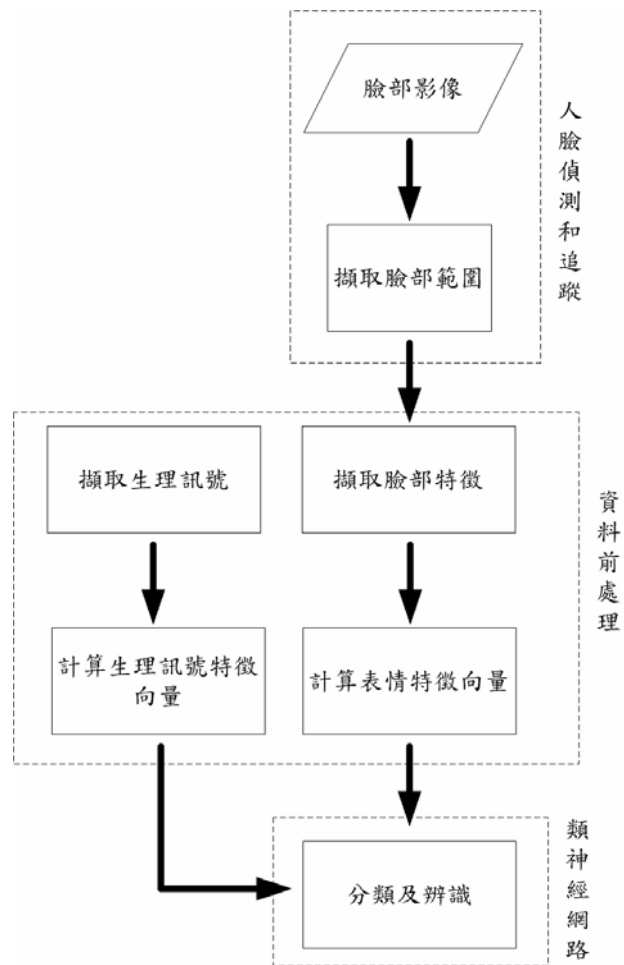 臉部影像
擷取臉部範圍
人臉偵測和追蹤
擷取生理訊號
擷取臉部特徵
計算生理訊號特徵
向量
計算表情特徵向量
資料前處理
分類及辨識
類神經網路